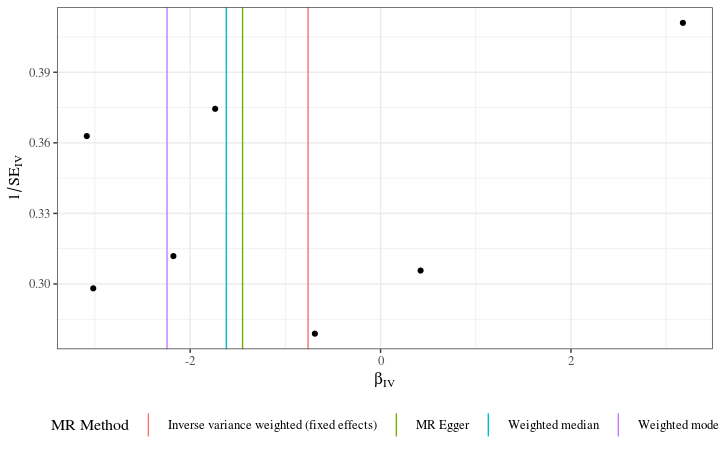 0.39
0.36
0.33
0.30
1/SE_IV
-2
0
2
β_IV
MR Method
Inverse variance weighted (fixed effects)
MR Egger
Weighted median
Weighted mode